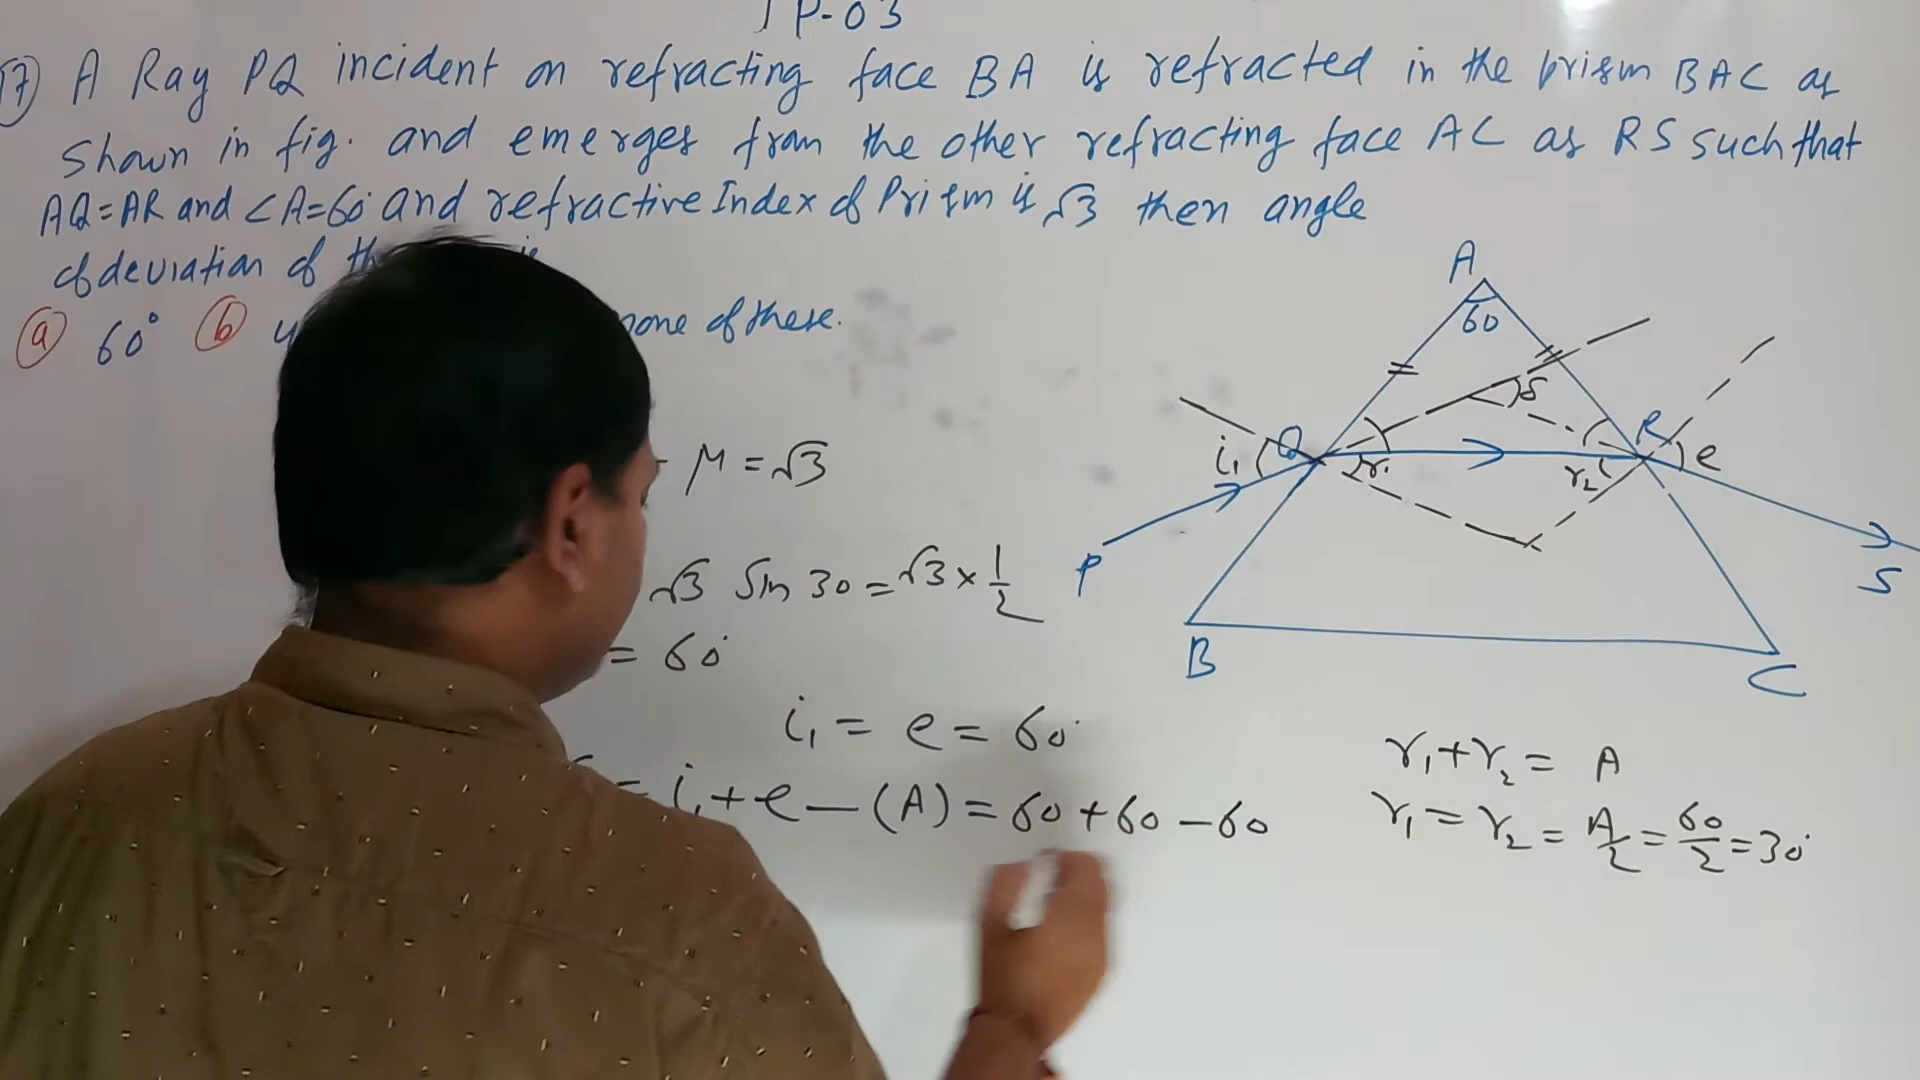 JP-03
17) A Ray PQ incident on refracting face BA is refracted in the prism BAC as
shown in fig. and emerges from the other refracting face AC as RS such that
AQ=AR and ∠A=60° and refractive Index of Prism is √3 then angle
of deviation of
(a) 60° (b) none of these.
μ = √3
√3 Sin 30 = √3 × 1/2
= 60°
i₁ = e = 60°
= i₁ + e − (A) = 60 + 60 − 60
A
60
δ
i₁ Q r₁ r₂ R e
P S
B C
r₁ + r₂ = A
r₁ = r₂ = A/2 = 60/2 = 30°